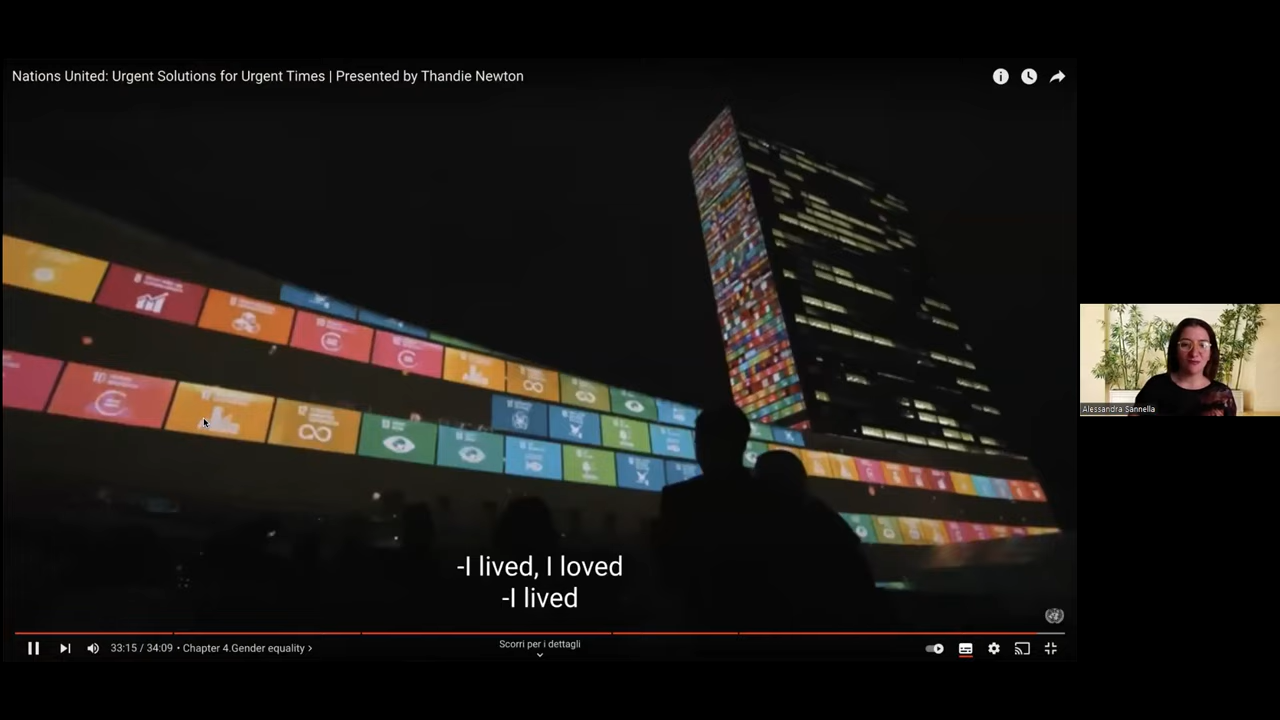 Nations United: Urgent Solutions for Urgent Times | Presented by Thandie Newton
10
-I lived, I loved
-I lived
33:15 / 34:09 • Chapter 4.Gender equality
Scorri per i dettagli
Alessandra Sannella